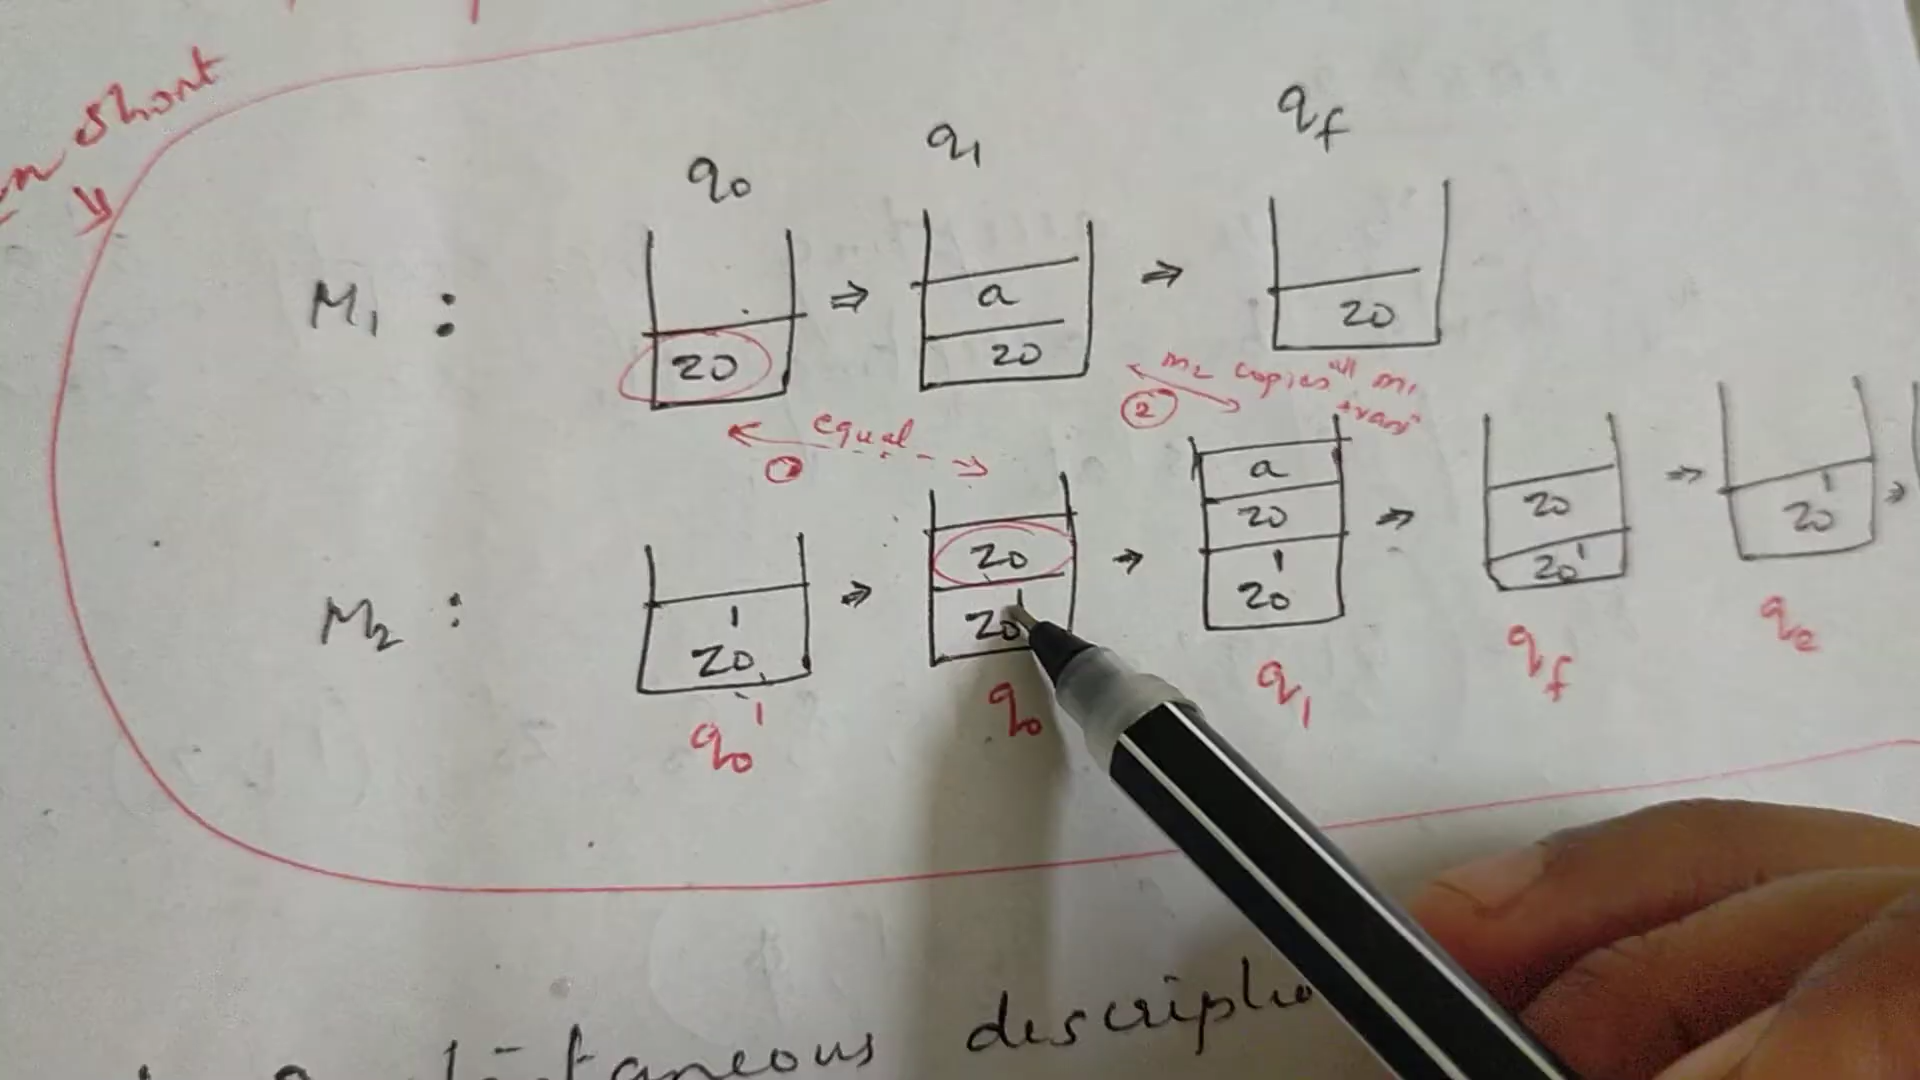 in short
q0 q1 qf
M1 :
z0 ⇒ a z0 ⇒ z0
m2 copies all m1 trans^n
②
equal
①
M2 :
z0' ⇒ z0 z0' ⇒ a z0 z0' ⇒ z0 z0' ⇒ z0' ⇒
q0' q0 q1 qf qe
descriptio